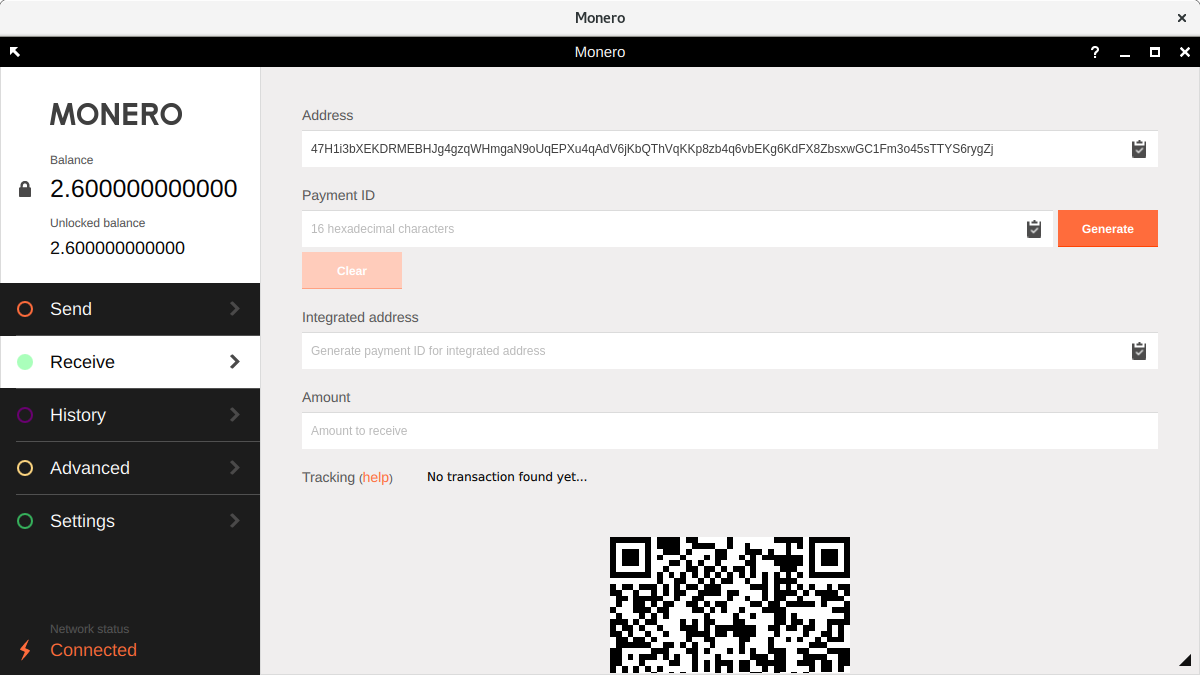 Monero
Monero
MONERO
Balance
2.600000000000
Unlocked balance
2.600000000000
Send
Receive
History
Advanced
Settings
Network status
Connected
Address
47H1i3bXEKDRMEBHJg4gzqWHmgaN9oUqEPXu4qAdV6jKbQThVqKKp8zb4q6vbEKg6KdFX8ZbsxwGC1Fm3o45sTTYS6rygZj
Payment ID
16 hexadecimal characters
Generate
Clear
Integrated address
Generate payment ID for integrated address
Amount
Amount to receive
Tracking (help) No transaction found yet...